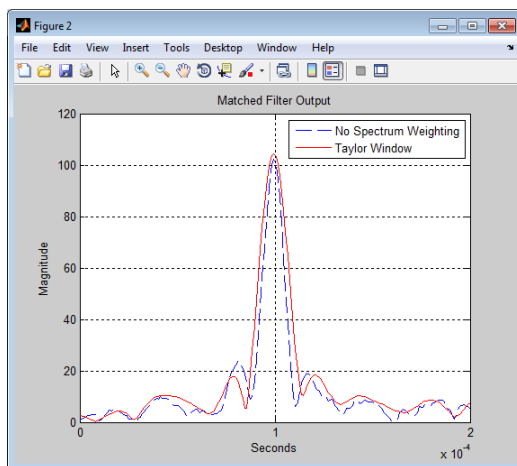 Figure 2
File Edit View Insert Tools Desktop Window Help
Matched Filter Output
120
100
80
60
40
20
0
Magnitude
No Spectrum Weighting
Taylor Window
0 1 2
Seconds
x 10^-4